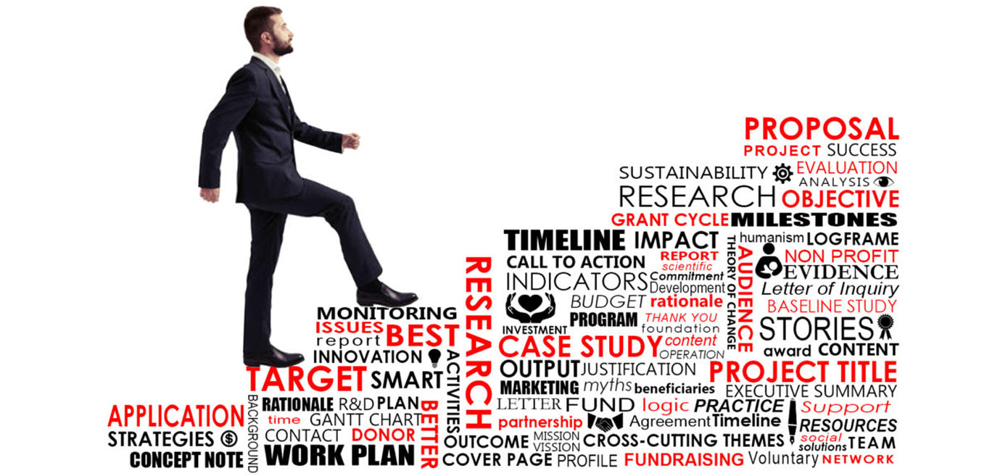 PROPOSAL
PROJECT SUCCESS
SUSTAINABILITY EVALUATION
ANALYSIS
RESEARCH OBJECTIVE
GRANT CYCLE MILESTONES
TIMELINE IMPACT
THEORY OF CHANGE
humanism LOGFRAME
AUDIENCE
CALL TO ACTION
REPORT
scientific
NON PROFIT
INDICATORS
Commitment
Development
EVIDENCE
Letter of Inquiry
BUDGET rationale
BASELINE STUDY
PROGRAM
THANK YOU
foundation
STORIES
INVESTMENT
CASE STUDY
content
OPERATION
award CONTENT
RESEARCH
MONITORING
ISSUES
report
BEST
INNOVATION
ACTIVITIES
TARGET SMART
OUTPUT JUSTIFICATION
PROJECT TITLE
MARKETING myths beneficiaries
EXECUTIVE SUMMARY
APPLICATION
BACKGROUND
RATIONALE R&D PLAN
BETTER
LETTER FUND logic PRACTICE
Support
time GANTT CHART
partnership
Agreement Timeline
RESOURCES
STRATEGIES $
CONTACT DONOR
OUTCOME
MISSION
VISSION
CROSS-CUTTING THEMES
social
solutions
TEAM
CONCEPT NOTE
WORK PLAN
COVER PAGE PROFILE FUNDRAISING Voluntary NETWORK